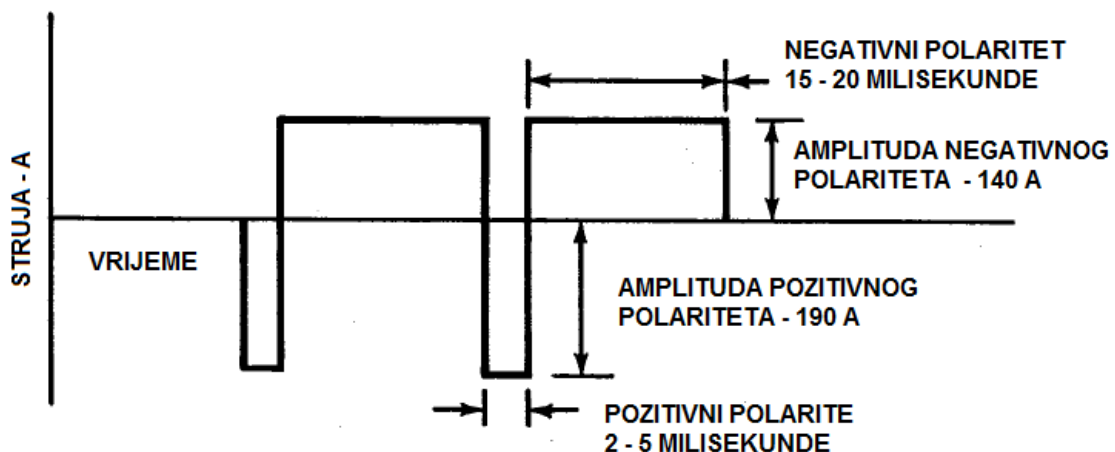 STRUJA - A
VRIJEME
NEGATIVNI POLARITET
15 - 20 MILISEKUNDE
AMPLITUDA NEGATIVNOG
POLARITETA - 140 A
AMPLITUDA POZITIVNOG
POLARITETA - 190 A
POZITIVNI POLARITE
2 - 5 MILISEKUNDE